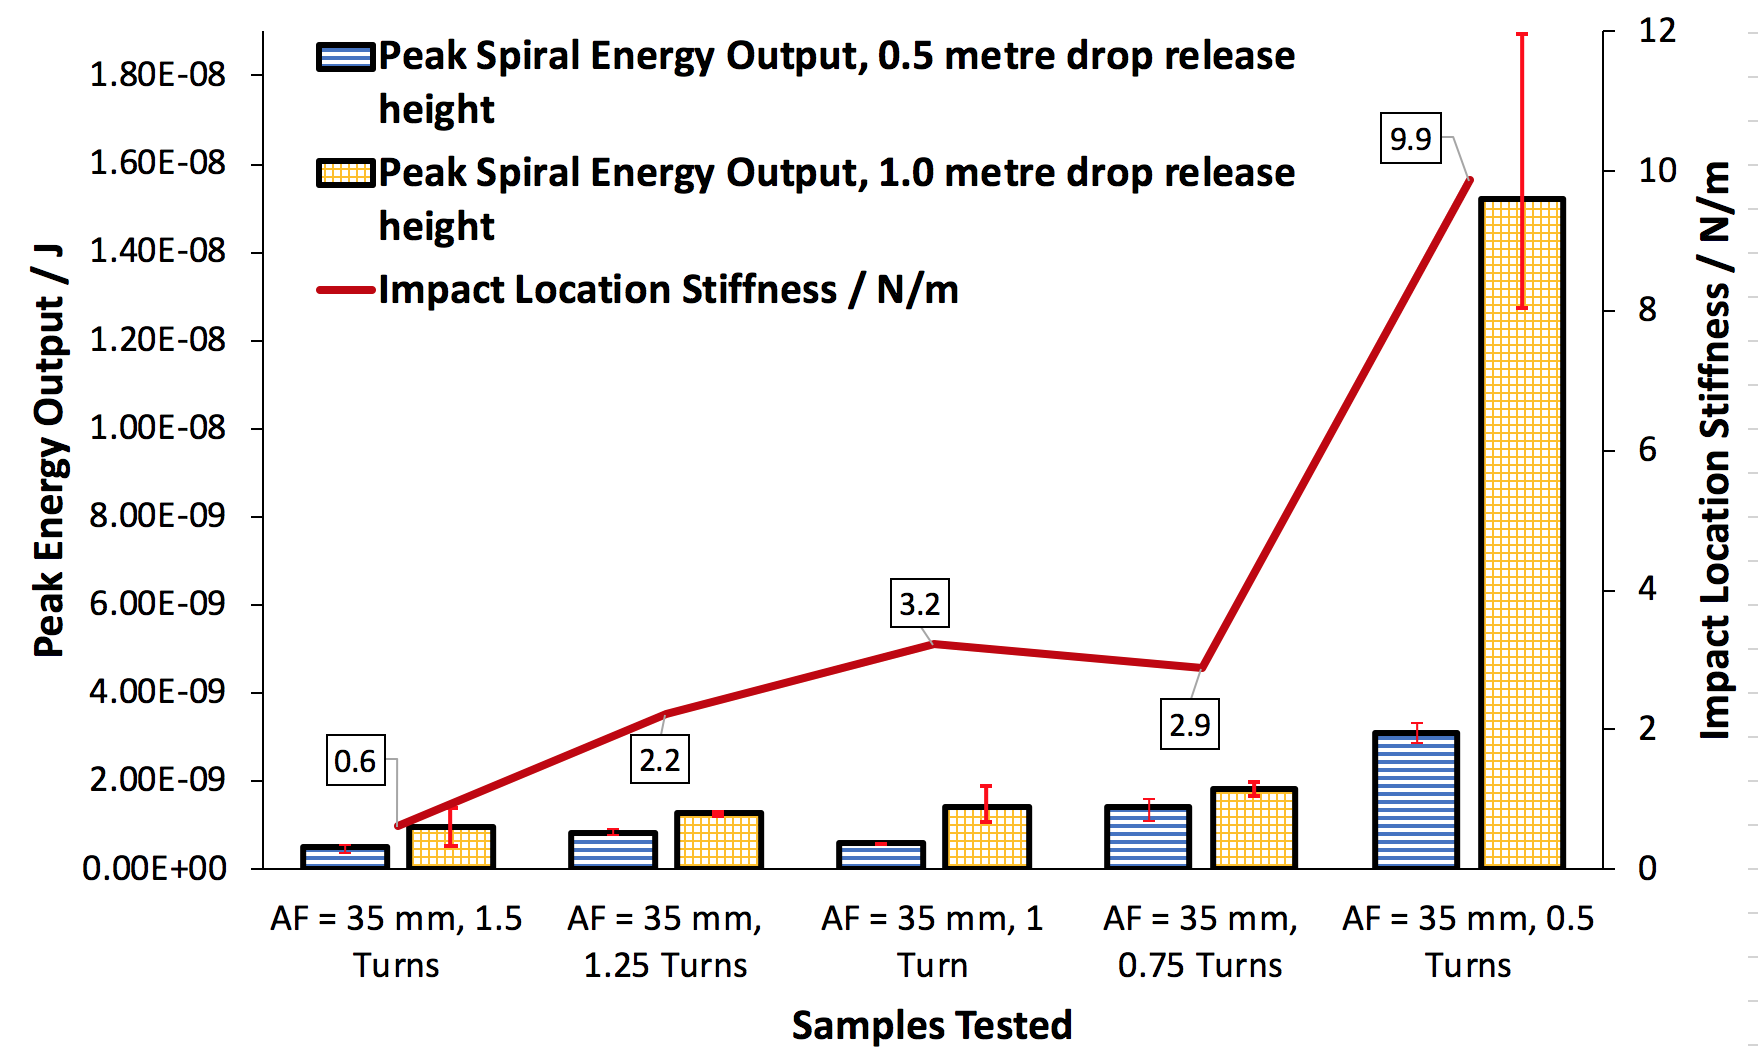 Peak Spiral Energy Output, 0.5 metre drop release
height
Peak Spiral Energy Output, 1.0 metre drop release
height
Impact Location Stiffness / N/m
Peak Energy Output / J
1.80E-08
1.60E-08
1.40E-08
1.20E-08
1.00E-08
8.00E-09
6.00E-09
4.00E-09
2.00E-09
0.00E+00
0.6
2.2
3.2
2.9
9.9
12
10
8
6
4
2
0
Impact Location Stiffness / N/m
AF = 35 mm, 1.5
Turns
AF = 35 mm,
1.25 Turns
AF = 35 mm, 1
Turn
AF = 35 mm,
0.75 Turns
AF = 35 mm, 0.5
Turns
Samples Tested